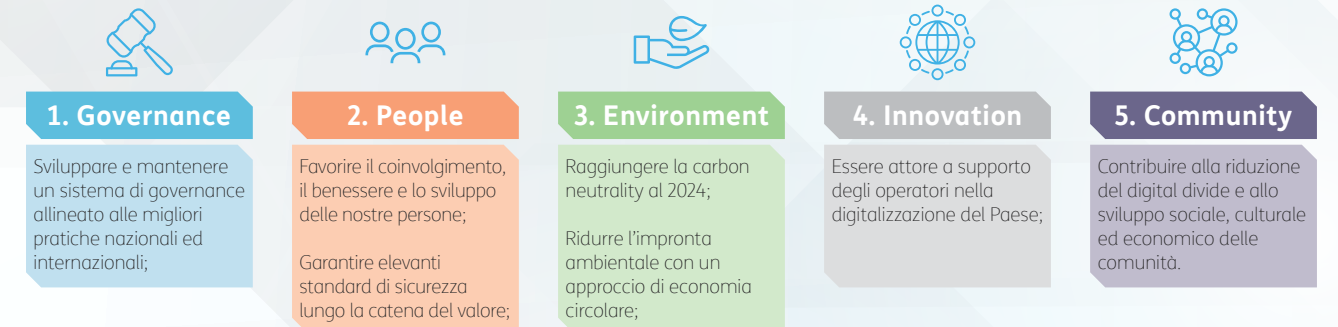 1. Governance
Sviluppare e mantenere
un sistema di governance
allineato alle migliori
pratiche nazionali ed
internazionali;
2. People
Favorire il coinvolgimento,
il benessere e lo sviluppo
delle nostre persone;
Garantire elevanti
standard di sicurezza
lungo la catena del valore;
3. Environment
Raggiungere la carbon
neutrality al 2024;
Ridurre l’impronta
ambientale con un
approccio di economia
circolare;
4. Innovation
Essere attore a supporto
degli operatori nella
digitalizzazione del Paese;
5. Community
Contribuire alla riduzione
del digital divide e allo
sviluppo sociale, culturale
ed economico delle
comunità.